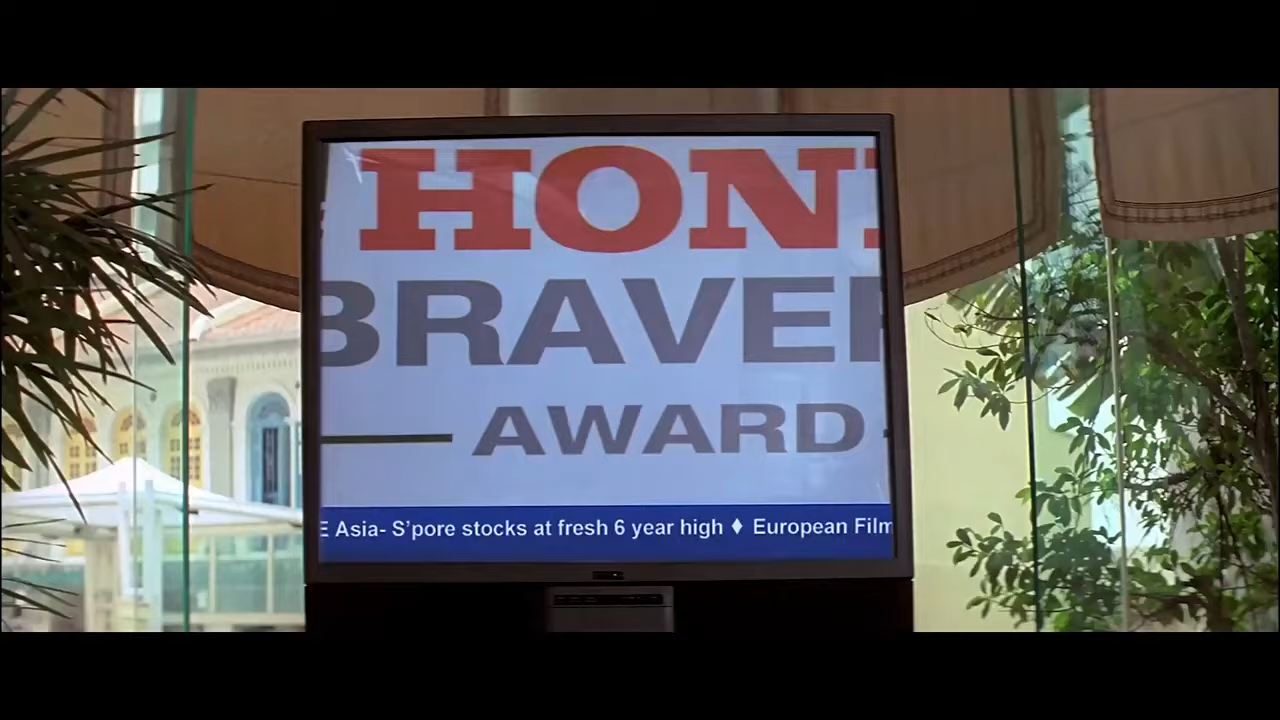 HON
BRAVE
AWARD
E Asia- S'pore stocks at fresh 6 year high ♦ European Film